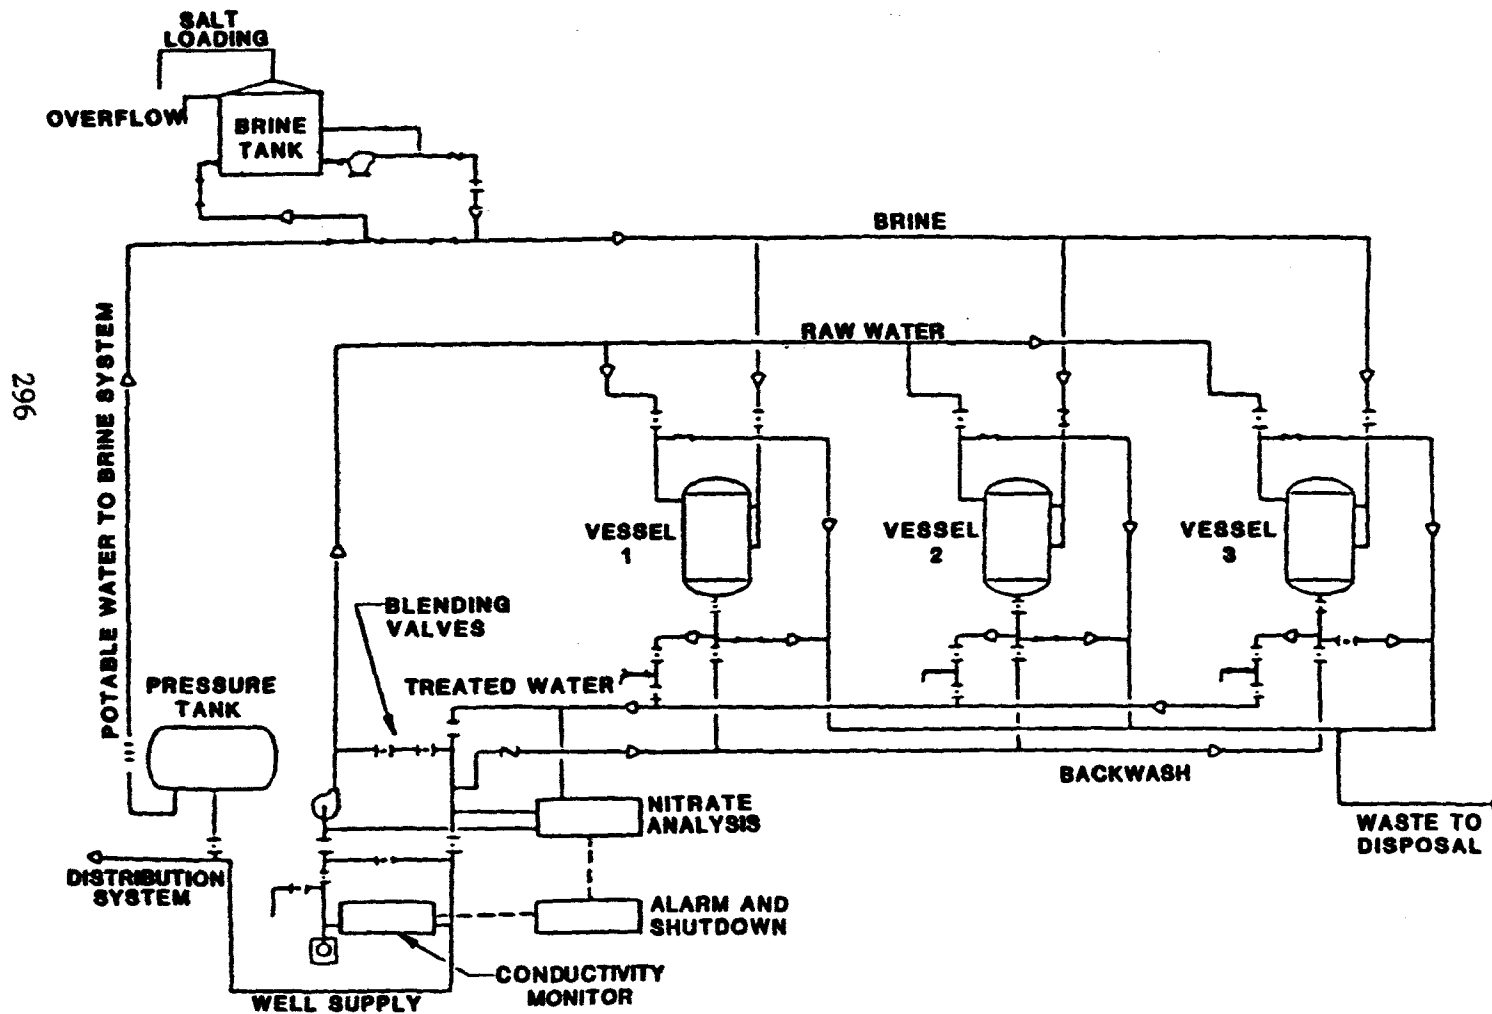 SALT
LOADING
OVERFLOW
BRINE
TANK
BRINE
RAW WATER
296
POTABLE WATER TO BRINE SYSTEM
VESSEL
1
VESSEL
2
VESSEL
3
BLENDING
VALVES
PRESSURE
TANK
TREATED WATER
BACKWASH
NITRATE
ANALYSIS
WASTE TO
DISPOSAL
DISTRIBUTION
SYSTEM
ALARM AND
SHUTDOWN
CONDUCTIVITY
MONITOR
WELL SUPPLY